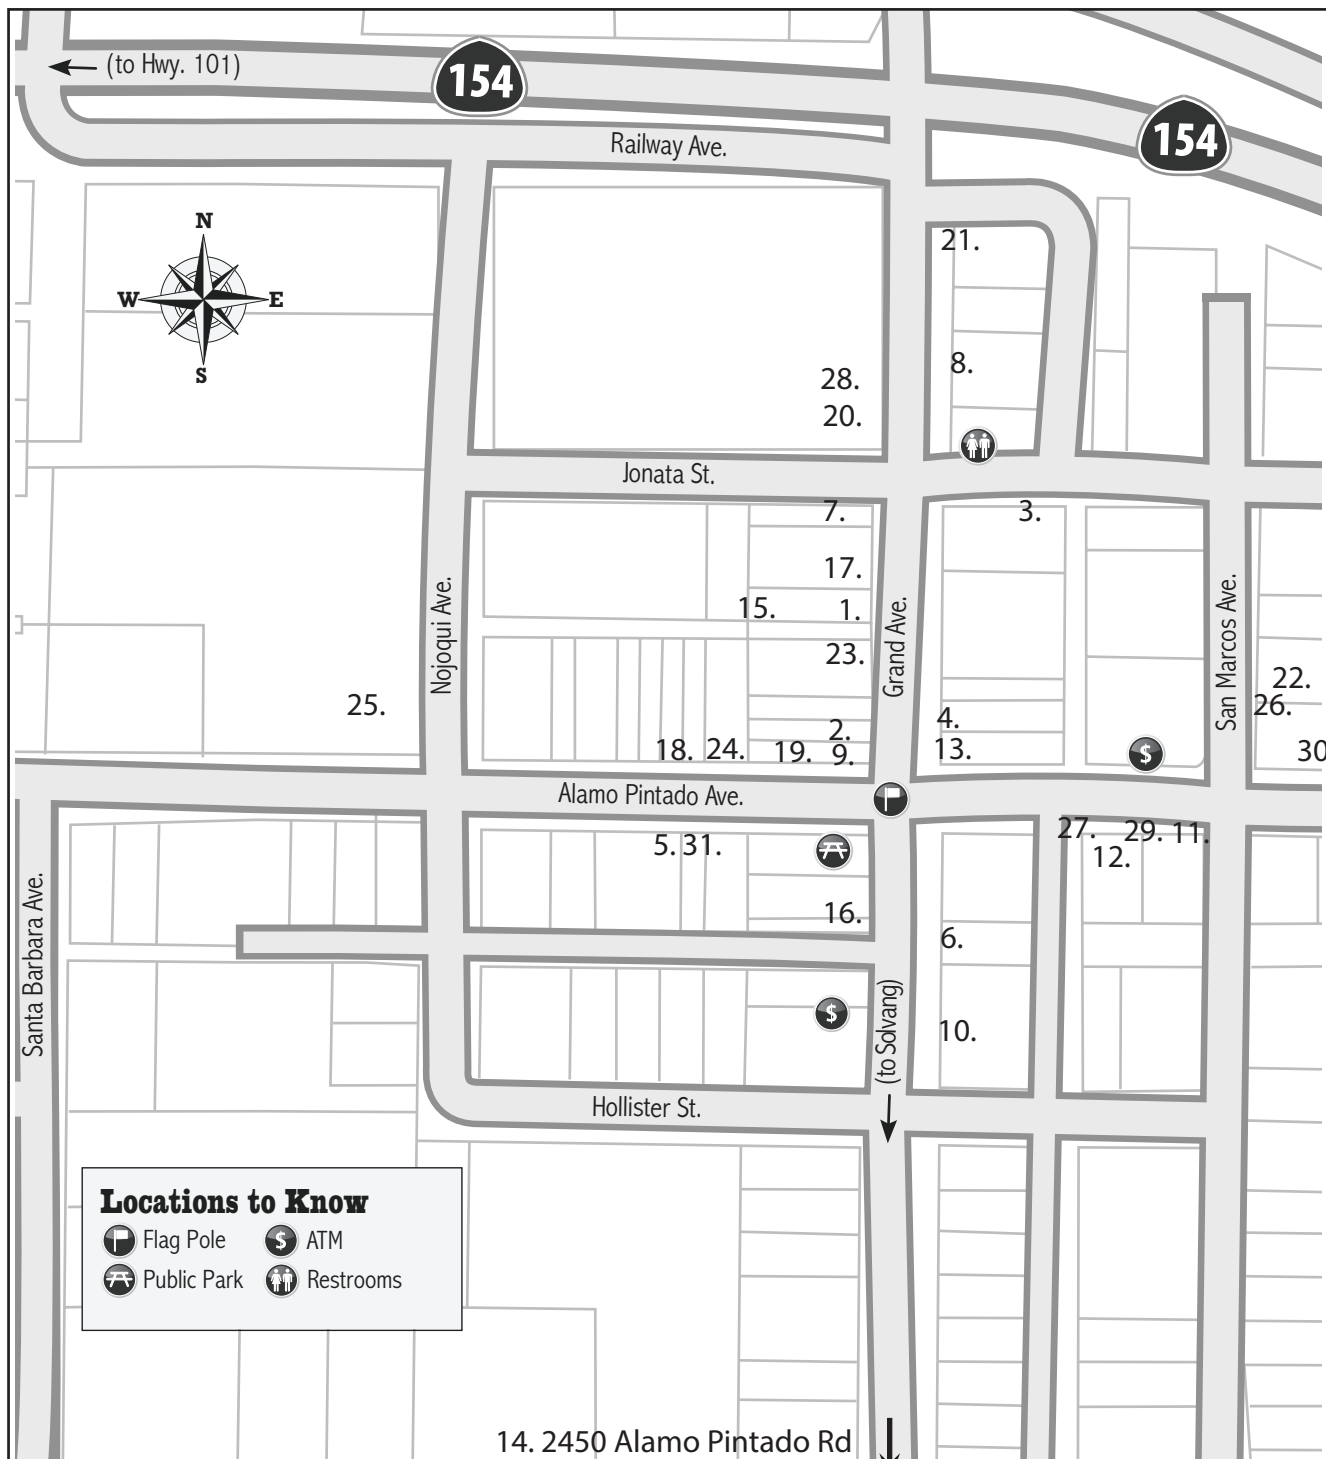 (to Hwy. 101)
154
154
Railway Ave.
N
W
E
S
21.
28.
8.
20.
Jonata St.
7.
3.
17.
15.
1.
Nojoqui Ave.
Grand Ave.
San Marcos Ave.
23.
22.
25.
26.
4.
2.
18.
24.
19.
9.
13.
$
30
Alamo Pintado Ave.
27.
29.
11.
5.
31.
12.
16.
6.
Santa Barbara Ave.
$
(to Solvang)
10.
Hollister St.
Locations to Know
Flag Pole
$ ATM
Public Park
Restrooms
14. 2450 Alamo Pintado Rd